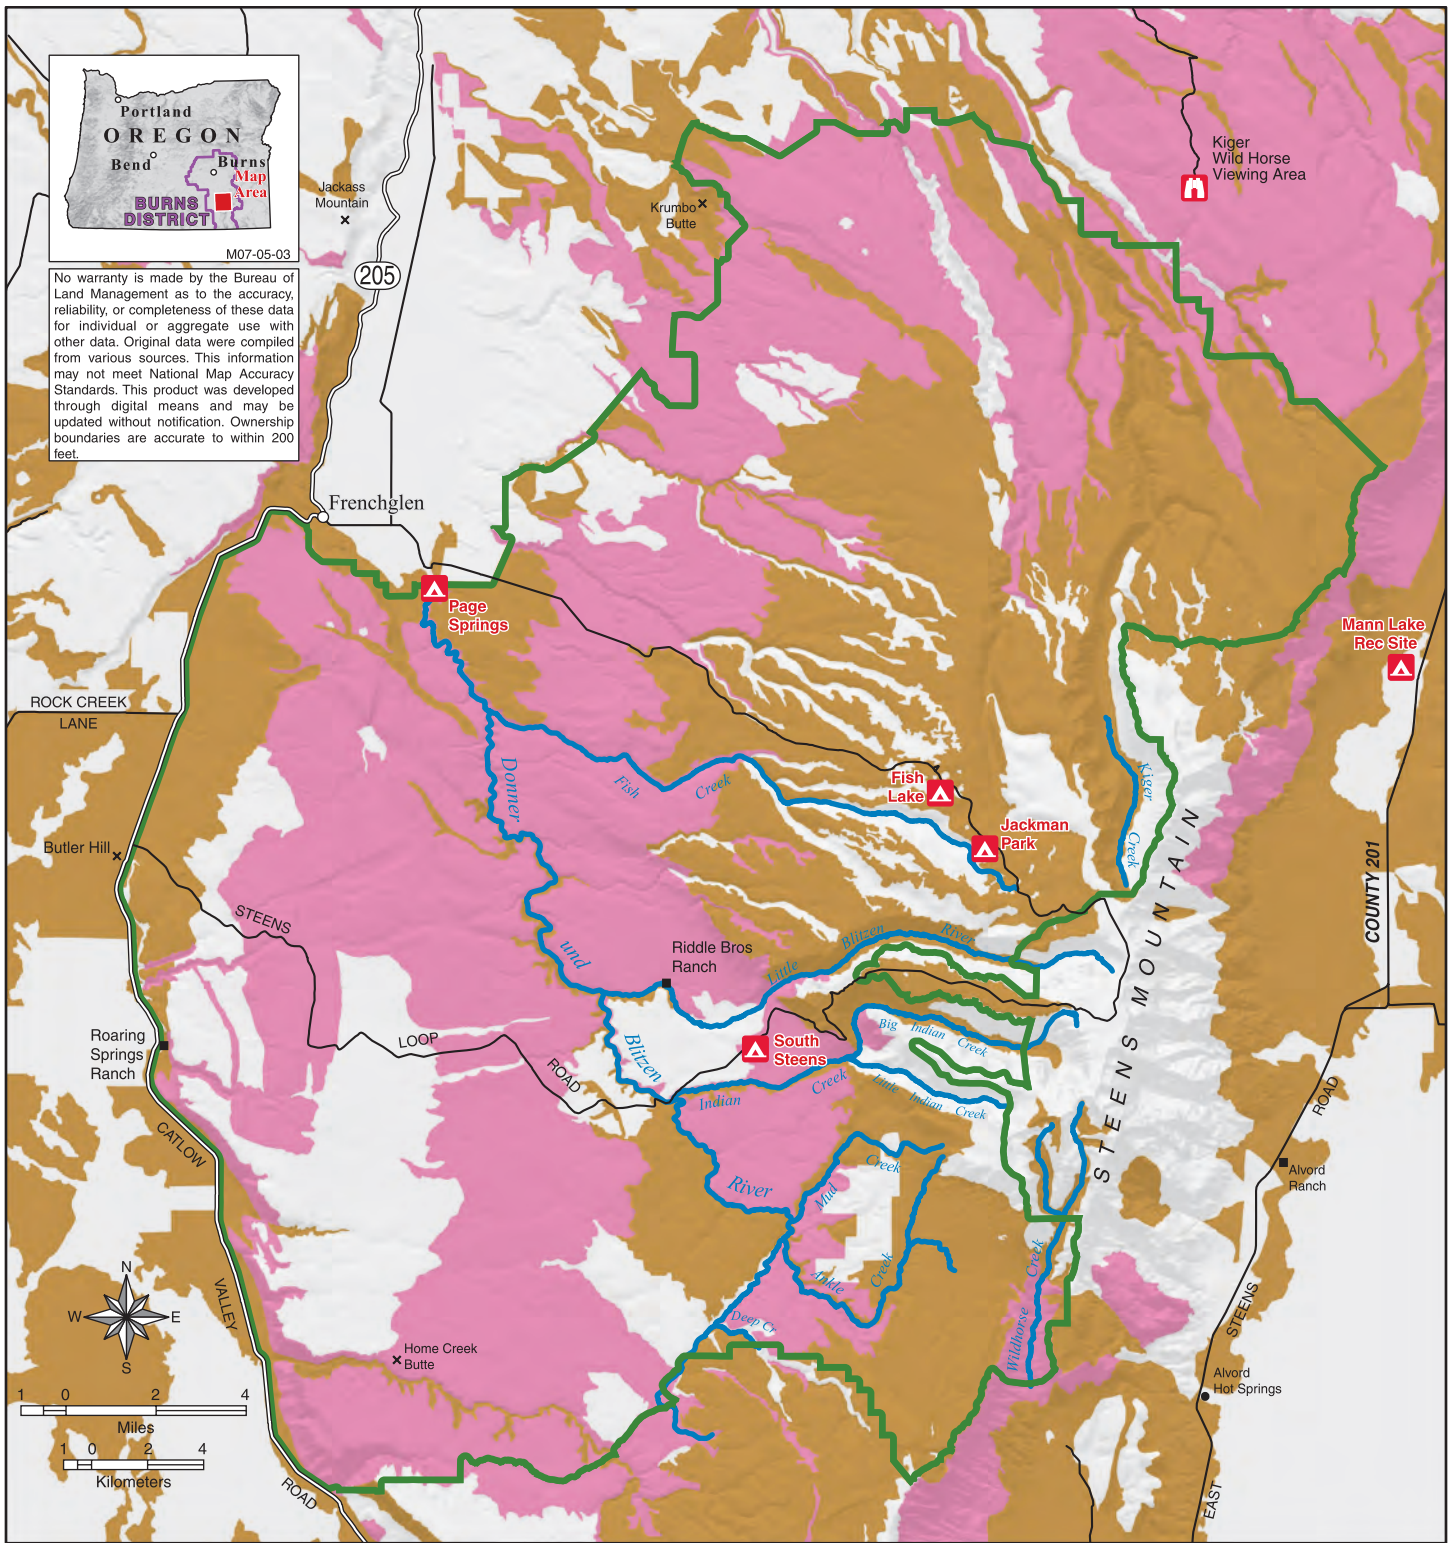 Portland
OREGON
Bend
Burns
Map
Area
BURNS
DISTRICT
M07-05-03
No warranty is made by the Bureau of
Land Management as to the accuracy,
reliability, or completeness of these data
for individual or aggregate use with
other data. Original data were compiled
from various sources. This information
may not meet National Map Accuracy
Standards. This product was developed
through digital means and may be
updated without notification. Ownership
boundaries are accurate to within 200
feet.
Jackass
Mountain
205
Krumbo
Butte
Kiger
Wild Horse
Viewing Area
Frenchglen
Page
Springs
Mann Lake
Rec Site
ROCK CREEK
LANE
Donner
Fish
Creek
Fish
Lake
Jackman
Park
Kiger
Creek
Butler Hill
STEENS
und
Riddle Bros
Ranch
Little
Blitzen
River
STEENS MOUNTAIN
COUNTY 201
Roaring
Springs
Ranch
LOOP
ROAD
Blitzen
South
Steens
Big Indian Creek
Indian
Creek
Little Indian Creek
CATLOW
River
Mud
Creek
ROAD
Alvord
Ranch
Ankle
Creek
Wildhorse
Creek
Deep Cr
VALLEY
STEENS
N
W
E
S
Home Creek
Butte
Alvord
Hot Springs
1 0 2 4
Miles
1 0 2 4
Kilometers
ROAD
EAST